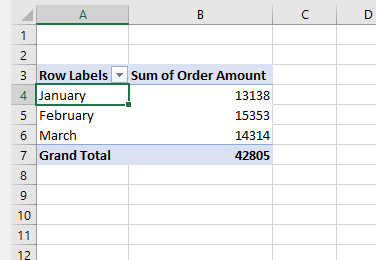 A B C D
1
2
3 Row Labels Sum of Order Amount
4 January 13138
5 February 15353
6 March 14314
7 Grand Total 42805
8
9
10
11
12